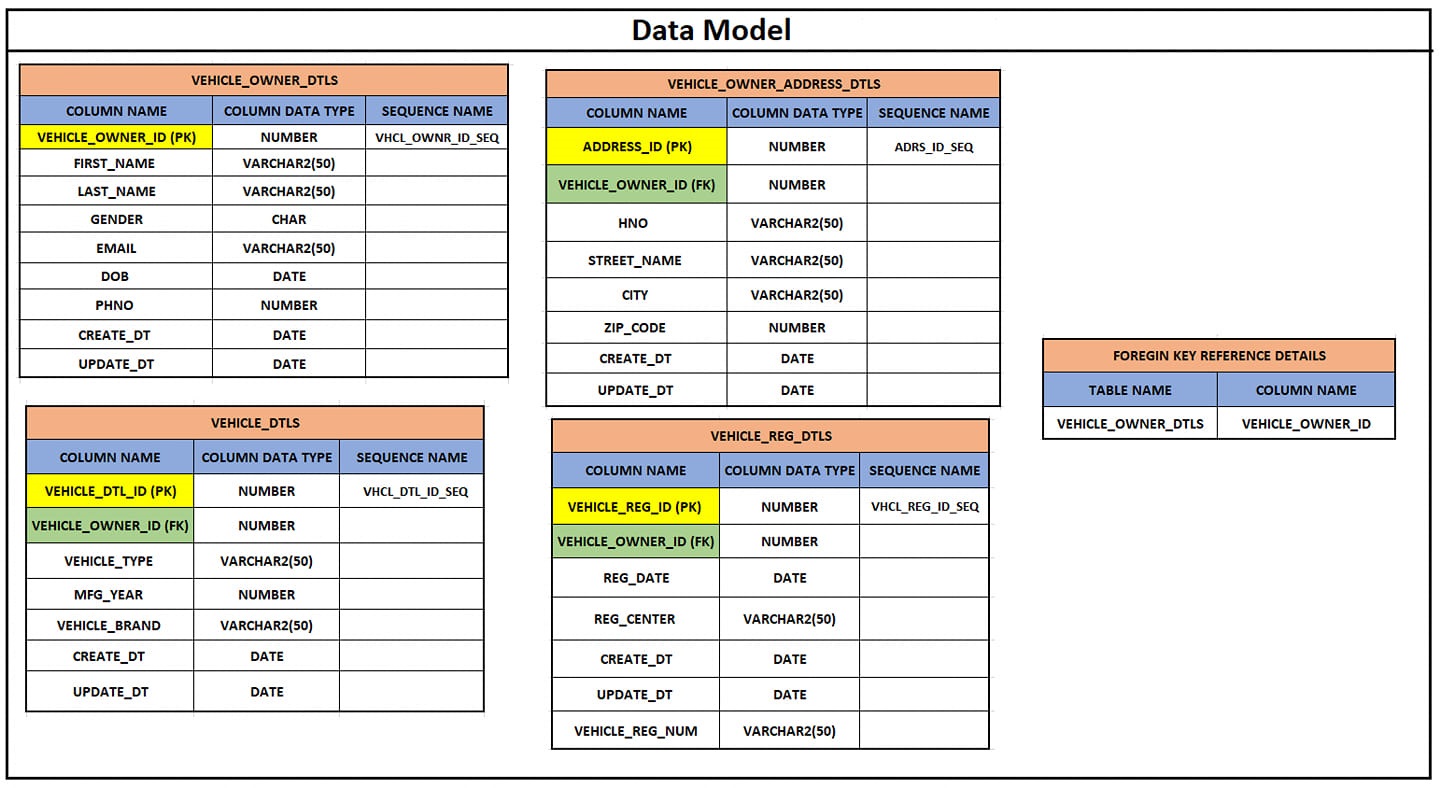 Data Model
VEHICLE_OWNER_DTLS
COLUMN NAME COLUMN DATA TYPE SEQUENCE NAME
VEHICLE_OWNER_ID (PK) NUMBER VHCL_OWNR_ID_SEQ
FIRST_NAME VARCHAR2(50)
LAST_NAME VARCHAR2(50)
GENDER CHAR
EMAIL VARCHAR2(50)
DOB DATE
PHNO NUMBER
CREATE_DT DATE
UPDATE_DT DATE
VEHICLE_OWNER_ADDRESS_DTLS
COLUMN NAME COLUMN DATA TYPE SEQUENCE NAME
ADDRESS_ID (PK) NUMBER ADRS_ID_SEQ
VEHICLE_OWNER_ID (FK) NUMBER
HNO VARCHAR2(50)
STREET_NAME VARCHAR2(50)
CITY VARCHAR2(50)
ZIP_CODE NUMBER
CREATE_DT DATE
UPDATE_DT DATE
FOREGIN KEY REFERENCE DETAILS
TABLE NAME COLUMN NAME
VEHICLE_OWNER_DTLS VEHICLE_OWNER_ID
VEHICLE_DTLS
COLUMN NAME COLUMN DATA TYPE SEQUENCE NAME
VEHICLE_DTL_ID (PK) NUMBER VHCL_DTL_ID_SEQ
VEHICLE_OWNER_ID (FK) NUMBER
VEHICLE_TYPE VARCHAR2(50)
MFG_YEAR NUMBER
VEHICLE_BRAND VARCHAR2(50)
CREATE_DT DATE
UPDATE_DT DATE
VEHICLE_REG_DTLS
COLUMN NAME COLUMN DATA TYPE SEQUENCE NAME
VEHICLE_REG_ID (PK) NUMBER VHCL_REG_ID_SEQ
VEHICLE_OWNER_ID (FK) NUMBER
REG_DATE DATE
REG_CENTER VARCHAR2(50)
CREATE_DT DATE
UPDATE_DT DATE
VEHICLE_REG_NUM VARCHAR2(50)